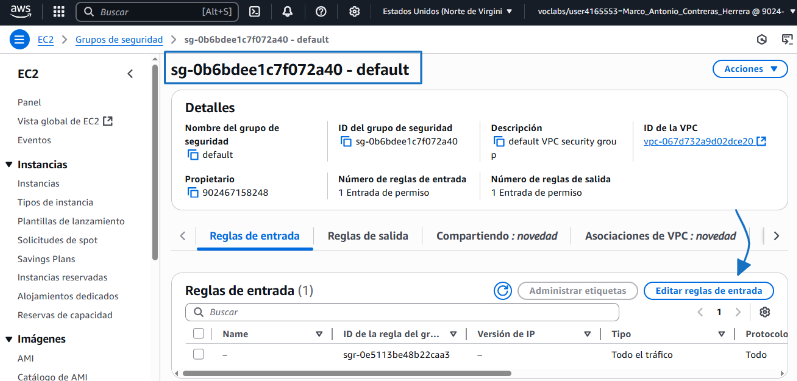 aws
Buscar
[Alt+S]
Estados Unidos (Norte de Virgini
voclabs/user4165553=Marco_Antonio_Contreras_Herrera @ 9024-
EC2
Grupos de seguridad
sg-0b6bdee1c7f072a40 - default
EC2
Panel
Vista global de EC2
Eventos
Instancias
Instancias
Tipos de instancia
Plantillas de lanzamiento
Solicitudes de spot
Savings Plans
Instancias reservadas
Alojamientos dedicados
Reservas de capacidad
Imágenes
AMI
Catálogo de AMI
sg-0b6bdee1c7f072a40 - default
Acciones
Detalles
Nombre del grupo de
seguridad
default
ID del grupo de seguridad
sg-0b6bdee1c7f072a40
Descripción
default VPC security grou
p
ID de la VPC
vpc-067d732a9d02dce20
Propietario
902467158248
Número de reglas de entrada
1 Entrada de permiso
Número de reglas de salida
1 Entrada de permiso
Reglas de entrada
Reglas de salida
Compartiendo : novedad
Asociaciones de VPC : novedad
Reglas de entrada (1)
Administrar etiquetas
Editar reglas de entrada
Buscar
1
Name
ID de la regla del gr...
Versión de IP
Tipo
Protocolo
–
sgr-0e5113be48b22caa3
–
Todo el tráfico
Todo